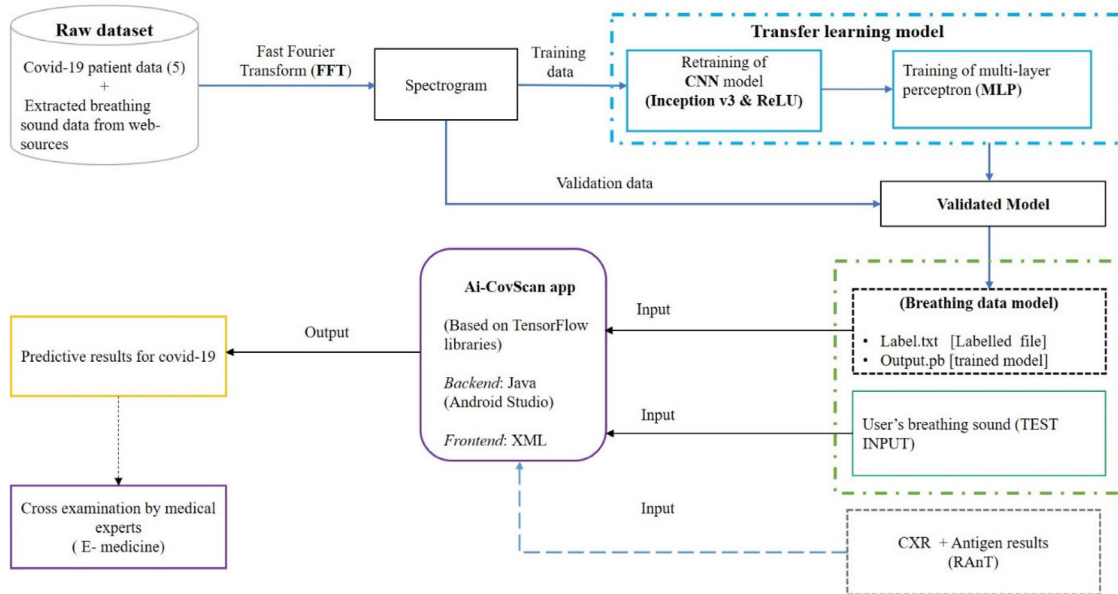 Raw dataset
Covid-19 patient data (5)
+
Extracted breathing
sound data from web-
sources
Fast Fourier
Transform (FFT)
Spectrogram
Training
data
Transfer learning model
Retraining of
CNN model
(Inception v3 & ReLU)
Training of multi-layer
perceptron (MLP)
Validation data
Validated Model
Ai-CovScan app
(Based on TensorFlow
libraries)
Backend: Java
(Android Studio)
Frontend: XML
Input
(Breathing data model)
• Label.txt [Labelled file]
• Output.pb [trained model]
Output
Predictive results for covid-19
Input
User's breathing sound (TEST
INPUT)
Cross examination by medical
experts
( E- medicine)
Input
CXR + Antigen results
(RAnT)